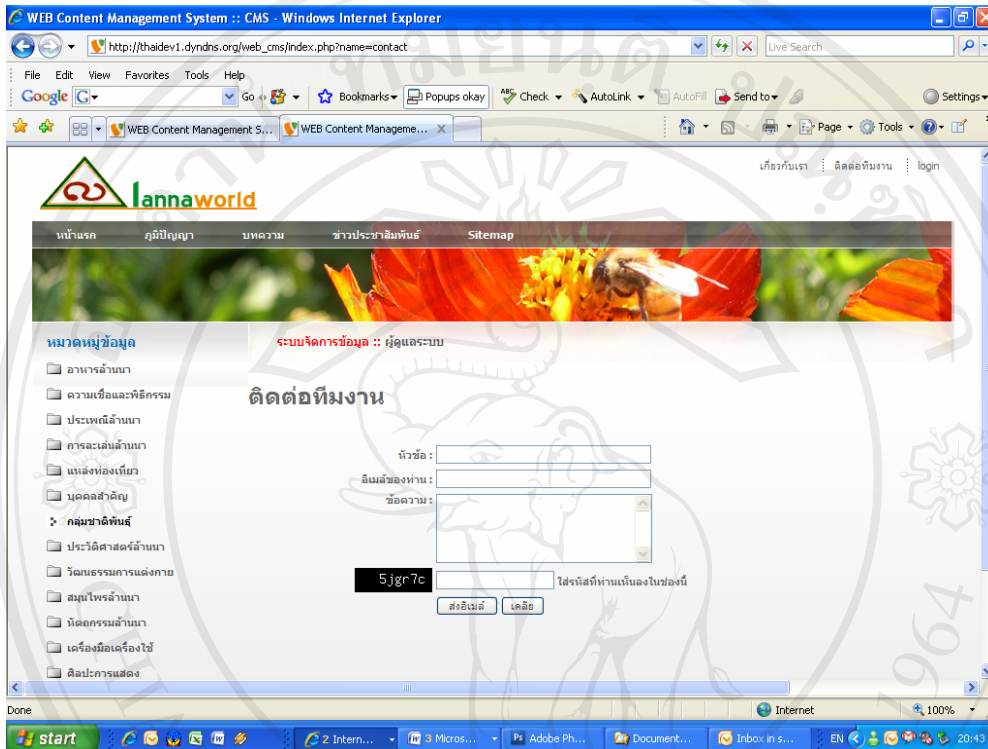 WEB Content Management System :: CMS - Windows Internet Explorer
http://thaidev1.dyndns.org/web_cms/index.php?name=contact
Live Search
File Edit View Favorites Tools Help
Google G Go Bookmarks Popups okay Check AutoLink AutoFill Send to Settings
WEB Content Management S... WEB Content Manageme... Page Tools
เกี่ยวกับเรา ติดต่อทีมงาน login
lannaworld
หน้าแรก ภูมิปัญญา บทความ ข่าวประชาสัมพันธ์ Sitemap
หมวดหมู่ข้อมูล
ระบบจัดการข้อมูล :: ผู้ดูแลระบบ
อาหารล้านนา
ความเชื่อและพิธีกรรม
ประเพณีล้านนา
การละเล่นล้านนา
แหล่งท่องเที่ยว
บุคคลสำคัญ
กลุ่มชาติพันธุ์
ประวัติศาสตร์ล้านนา
วัฒนธรรมการแต่งกาย
สมุนไพรล้านนา
หัตถกรรมล้านนา
เครื่องมือเครื่องใช้
ศิลปะการแสดง
ติดต่อทีมงาน
หัวข้อ :
อีเมล์ของท่าน :
ข้อความ :
5jgr7c ใส่รหัสที่ท่านเห็นลงในช่องนี้
ส่งอีเมล์ เคลีย
Done Internet 100%
start 2 Intern... 3 Micros... Adobe Ph... Document... Inbox in s... EN 20:43
1964